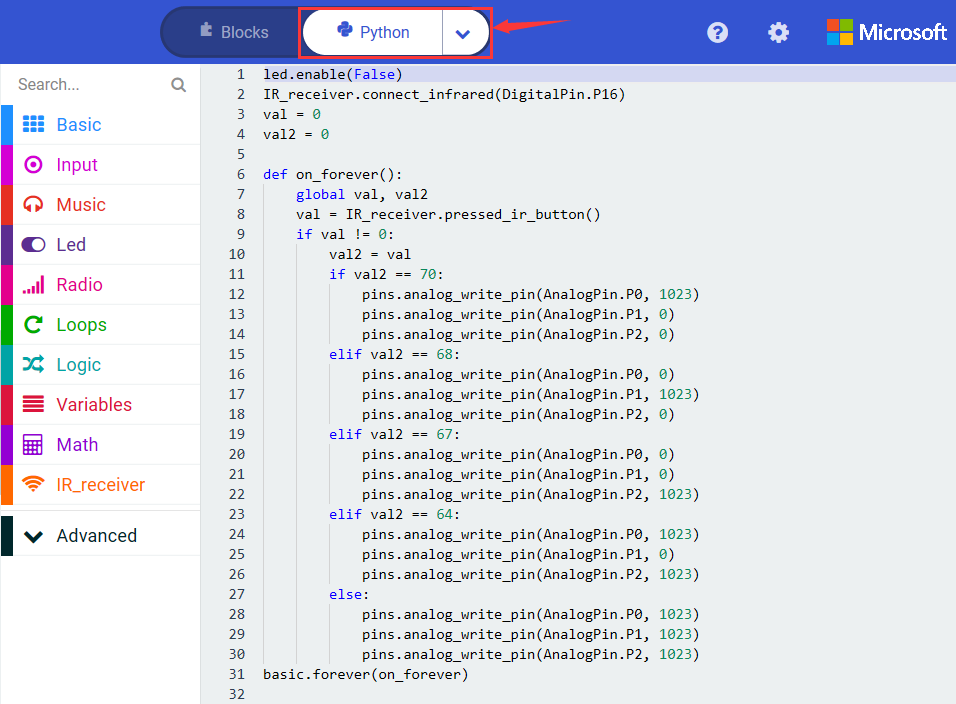 Blocks
Python
Microsoft
Search...
Basic
Input
Music
Led
Radio
Loops
Logic
Variables
Math
IR_receiver
Advanced
1 led.enable(False)
2 IR_receiver.connect_infrared(DigitalPin.P16)
3 val = 0
4 val2 = 0
5
6 def on_forever():
7     global val, val2
8     val = IR_receiver.pressed_ir_button()
9     if val != 0:
10         val2 = val
11         if val2 == 70:
12             pins.analog_write_pin(AnalogPin.P0, 1023)
13             pins.analog_write_pin(AnalogPin.P1, 0)
14             pins.analog_write_pin(AnalogPin.P2, 0)
15         elif val2 == 68:
16             pins.analog_write_pin(AnalogPin.P0, 0)
17             pins.analog_write_pin(AnalogPin.P1, 1023)
18             pins.analog_write_pin(AnalogPin.P2, 0)
19         elif val2 == 67:
20             pins.analog_write_pin(AnalogPin.P0, 0)
21             pins.analog_write_pin(AnalogPin.P1, 0)
22             pins.analog_write_pin(AnalogPin.P2, 1023)
23         elif val2 == 64:
24             pins.analog_write_pin(AnalogPin.P0, 1023)
25             pins.analog_write_pin(AnalogPin.P1, 0)
26             pins.analog_write_pin(AnalogPin.P2, 1023)
27         else:
28             pins.analog_write_pin(AnalogPin.P0, 1023)
29             pins.analog_write_pin(AnalogPin.P1, 1023)
30             pins.analog_write_pin(AnalogPin.P2, 1023)
31 basic.forever(on_forever)
32